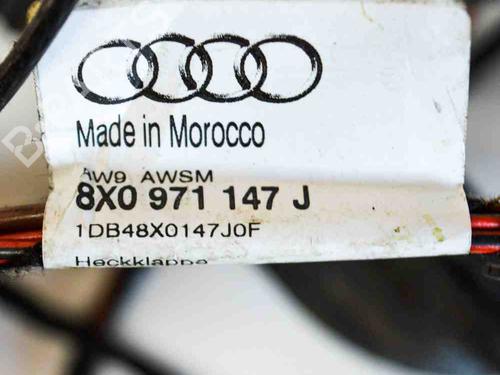 Made in Morocco
AW9 AWSM
8X0 971 147 J
1DB48X0147J0F
Heckklappe